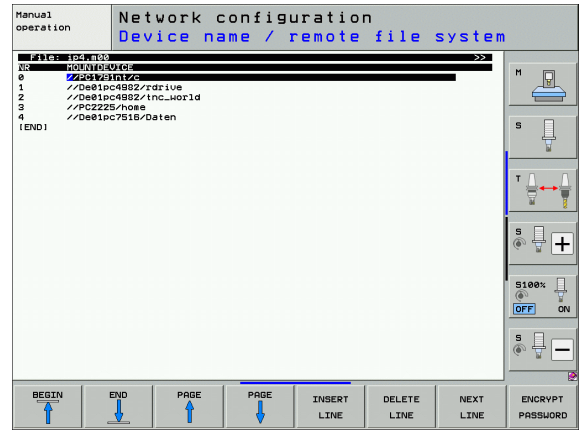 Manual
operation
Network configuration
Device name / remote file system
File: ip4.m00 >>
NR MOUNTDEVICE
0 //PC1791nt/c
1 //De01pc4982/rdrive
2 //De01pc4982/tnc_world
3 //PC2225/home
4 //De01pc7516/Daten
[END]
M
S
T
S
+
S100%
OFF ON
S
−
BEGIN
END
PAGE
PAGE
INSERT
LINE
DELETE
LINE
NEXT
LINE
ENCRYPT
PASSWORD